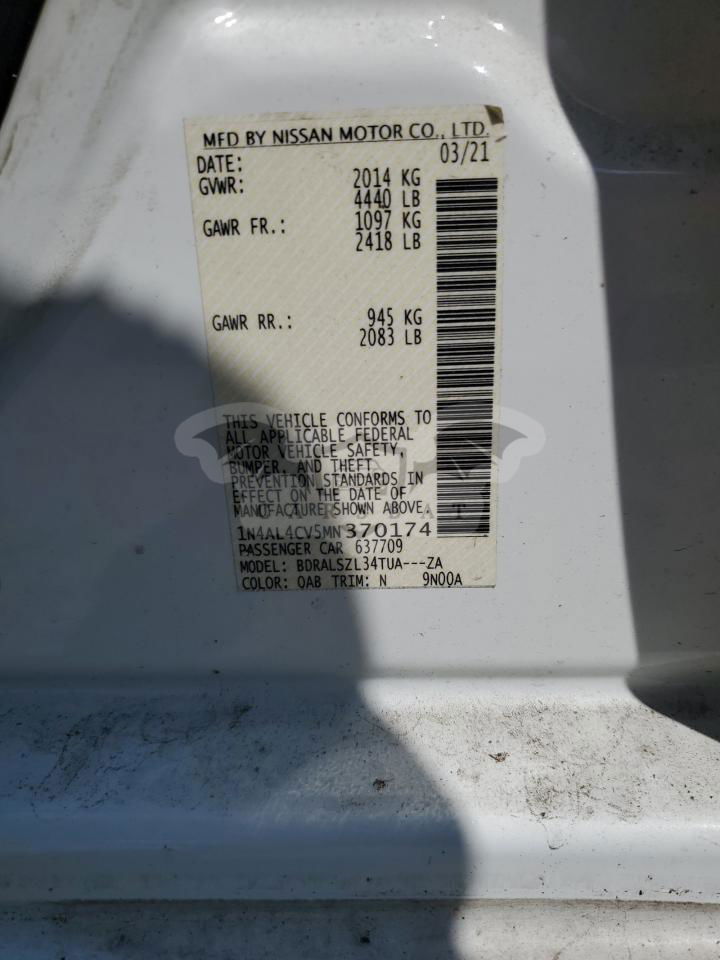 MFD BY NISSAN MOTOR CO., LTD.
DATE: 03/21
GVWR: 2014 KG
4440 LB
GAWR FR.: 1097 KG
2418 LB
GAWR RR.: 945 KG
2083 LB
THIS VEHICLE CONFORMS TO
ALL APPLICABLE FEDERAL
MOTOR VEHICLE SAFETY,
BUMPER, AND THEFT
PREVENTION STANDARDS IN
EFFECT ON THE DATE OF
MANUFACTURE SHOWN ABOVE.
1N4AL4CV5MN370174
PASSENGER CAR 637709
MODEL: BDRALSZL34TUA---ZA
COLOR: QAB TRIM: N 9N00A